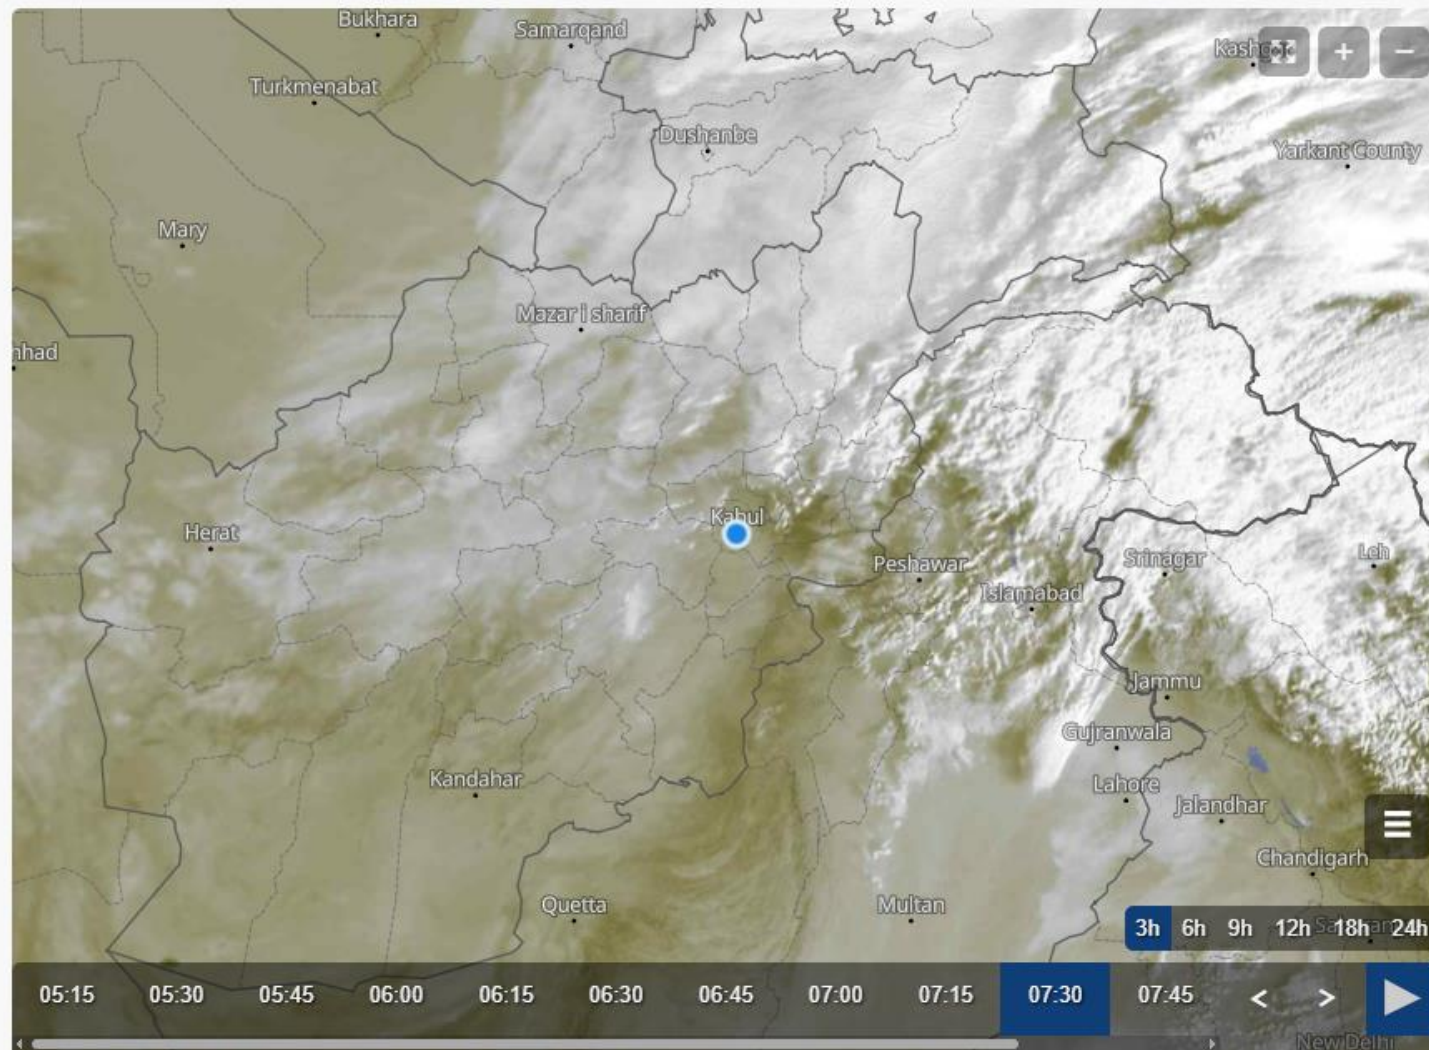 Bukhara
Samarqand
Turkmenabat
Dushanbe
Yarkant County
Mary
Mazar i sharif
hhad
Kabul
Herat
Peshawar
Srinagar
Leh
Islamabad
Jammu
Gujranwala
Kandahar
Lahore
Jalandhar
Chandigarh
Quetta
Multan
3h 6h 9h 12h 18h 24h
05:15 05:30 05:45 06:00 06:15 06:30 06:45 07:00 07:15 07:30 07:45 < >
New Delhi